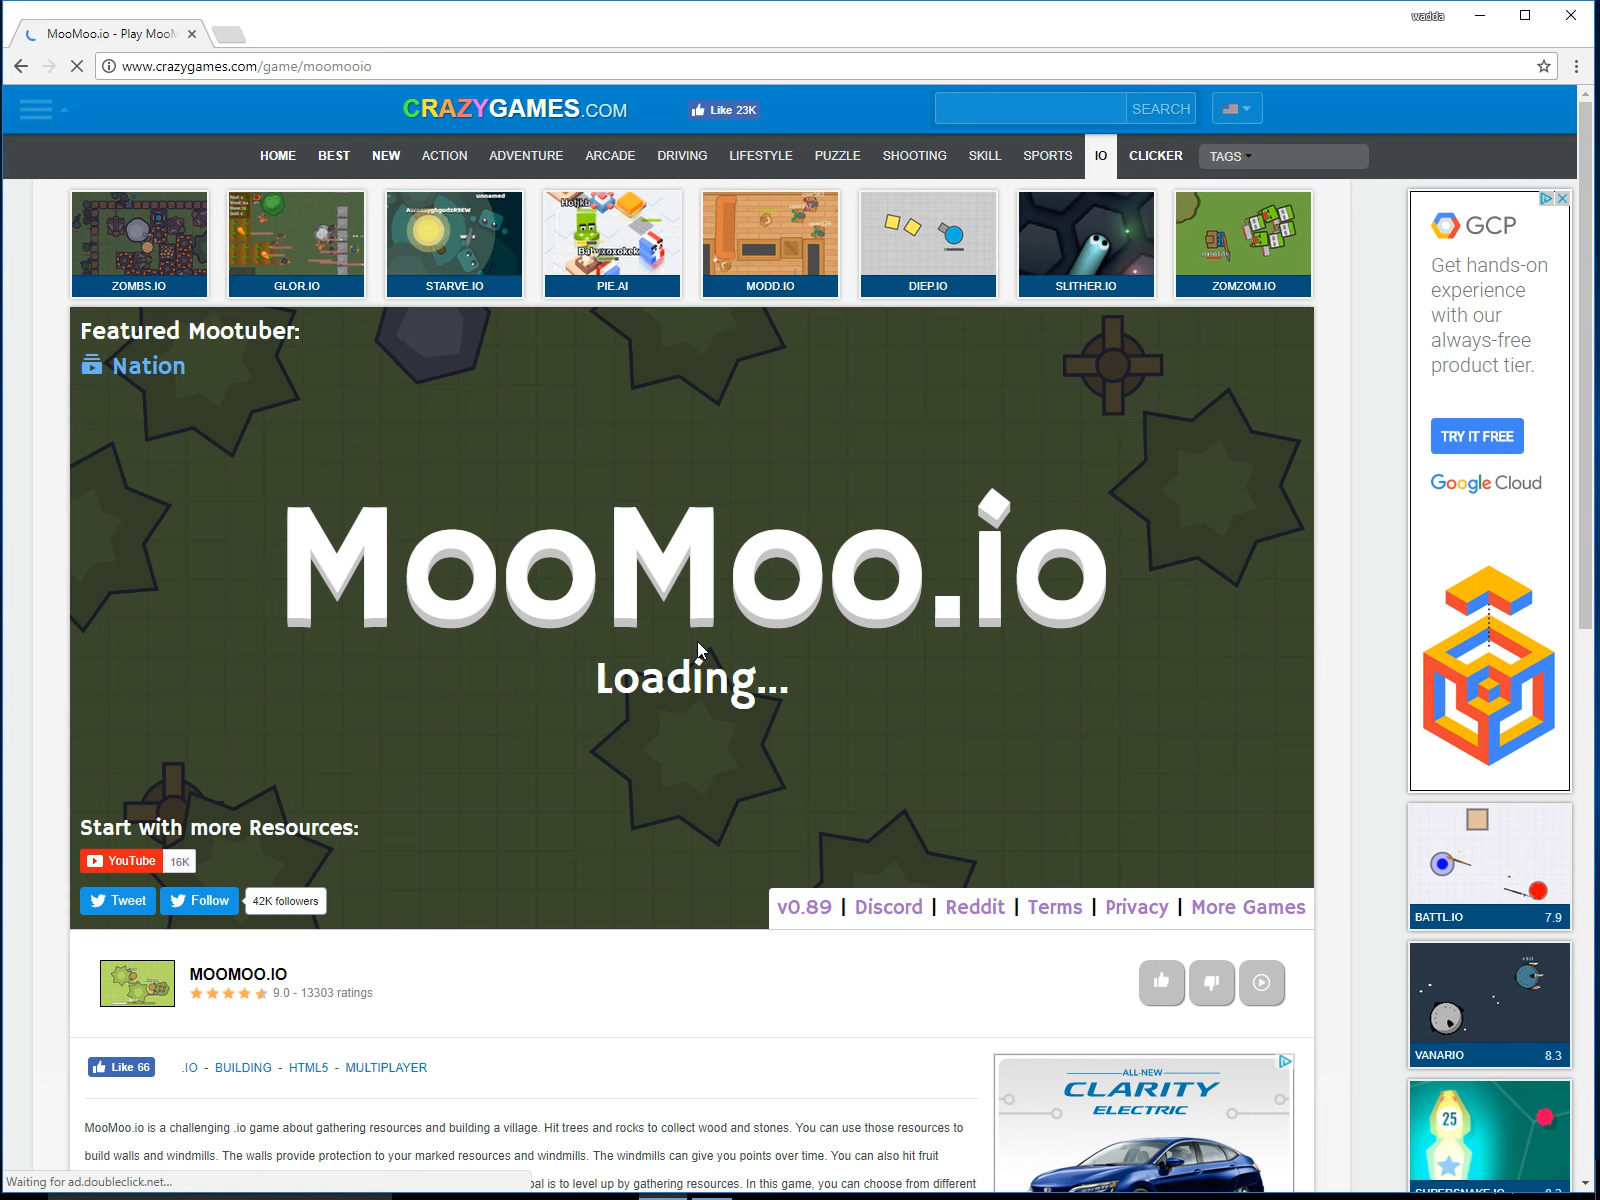 wadda
MooMoo.io - Play MooM
www.crazygames.com/game/moomooio
CRAZYGAMES.COM
Like 23K
SEARCH
HOME BEST NEW ACTION ADVENTURE ARCADE DRIVING LIFESTYLE PUZZLE SHOOTING SKILL SPORTS IO CLICKER TAGS
unnamed
ZOMBS.IO GLOR.IO STARVE.IO PIE.AI MODD.IO DIEP.IO SLITHER.IO ZOMZOM.IO
GCP
Get hands-on
experience
with our
always-free
product tier.
TRY IT FREE
Google Cloud
Featured Mootuber:
Nation
MooMoo.io
Loading...
Start with more Resources:
YouTube 16K
Tweet Follow 42K followers
v0.89 | Discord | Reddit | Terms | Privacy | More Games
BATTL.IO 7.9
VANARIO 8.3
25
MOOMOO.IO
9.0 - 13303 ratings
Like 66
.IO - BUILDING - HTML5 - MULTIPLAYER
ALL-NEW
CLARITY
ELECTRIC
MooMoo.io is a challenging .io game about gathering resources and building a village. Hit trees and rocks to collect wood and stones. You can use those resources to
build walls and windmills. The walls provide protection to your marked resources and windmills. The windmills can give you points over time. You can also hit fruit
al is to level up by gathering resources. In this game, you can choose from different
Waiting for ad.doubleclick.net...